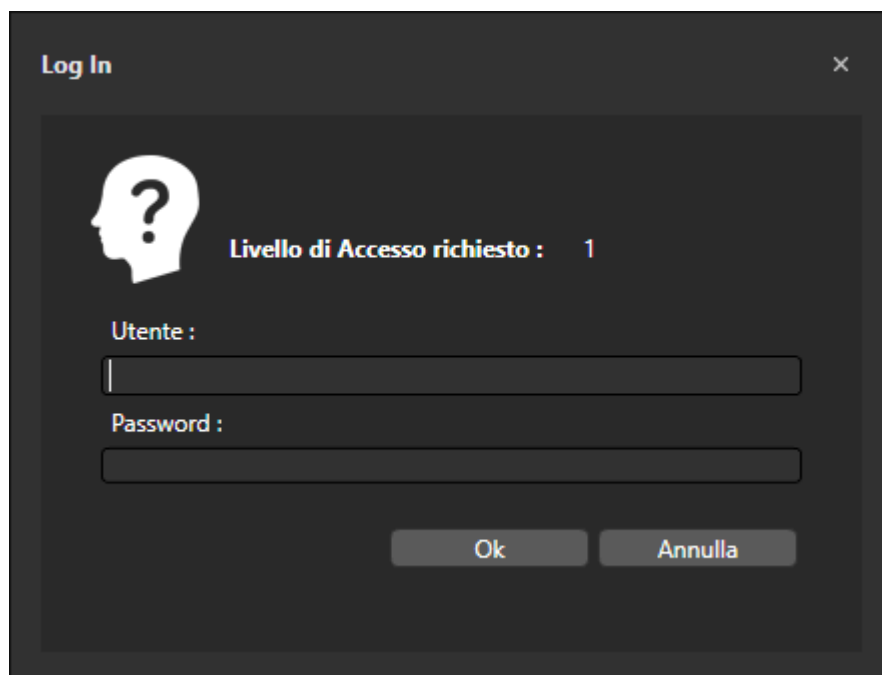 Log In
Livello di Accesso richiesto : 1
Utente :
Password :
Ok Annulla